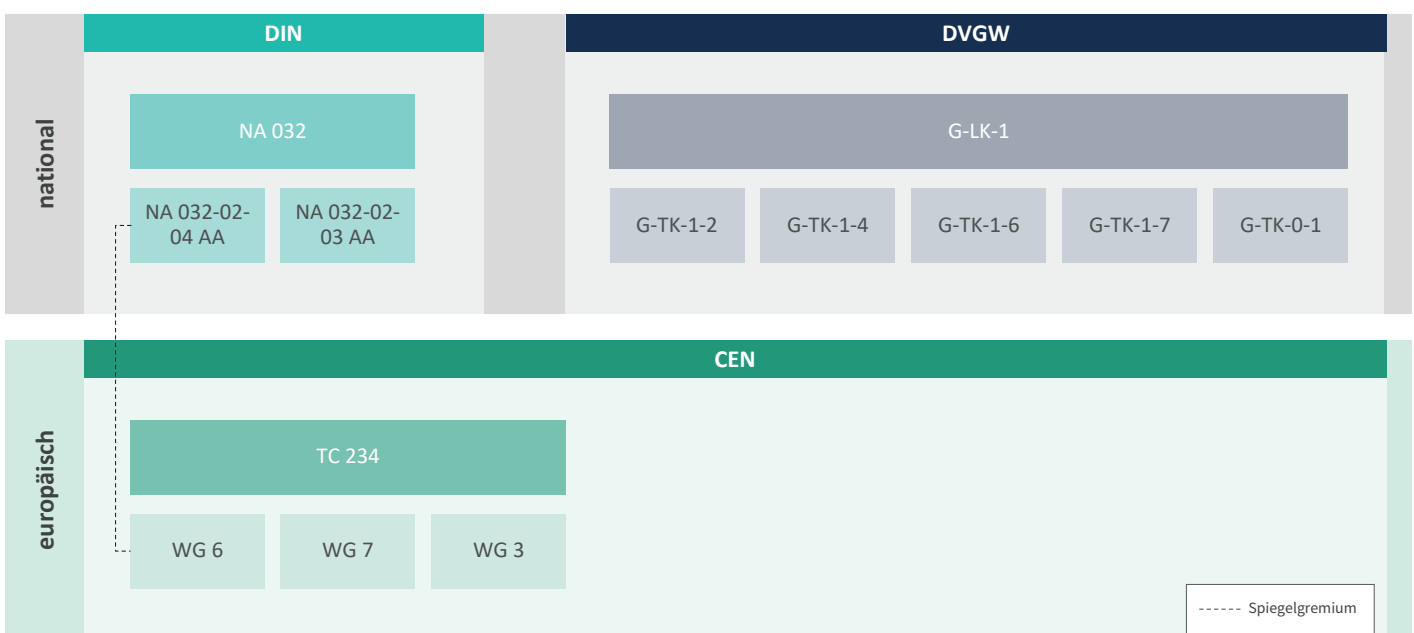 DIN
DVGW
national
NA 032
G-LK-1
NA 032-02-
04 AA
NA 032-02-
03 AA
G-TK-1-2
G-TK-1-4
G-TK-1-6
G-TK-1-7
G-TK-0-1
CEN
europäisch
TC 234
WG 6
WG 7
WG 3
Spiegelgremium